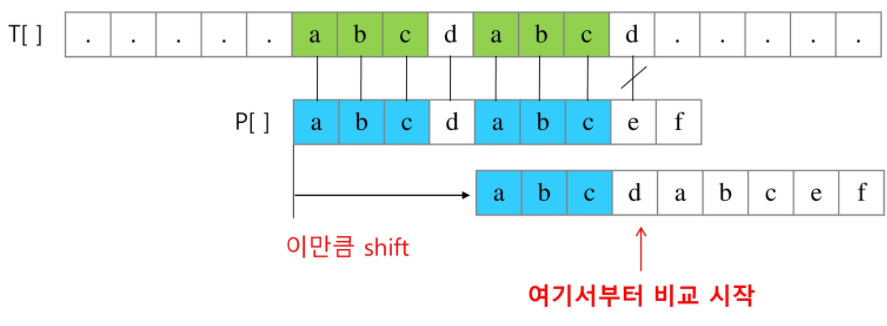 T[ ] . . . . . a b c d a b c d . . . . .
P[ ] a b c d a b c e f
a b c d a b c e f
이만큼 shift
여기서부터 비교 시작